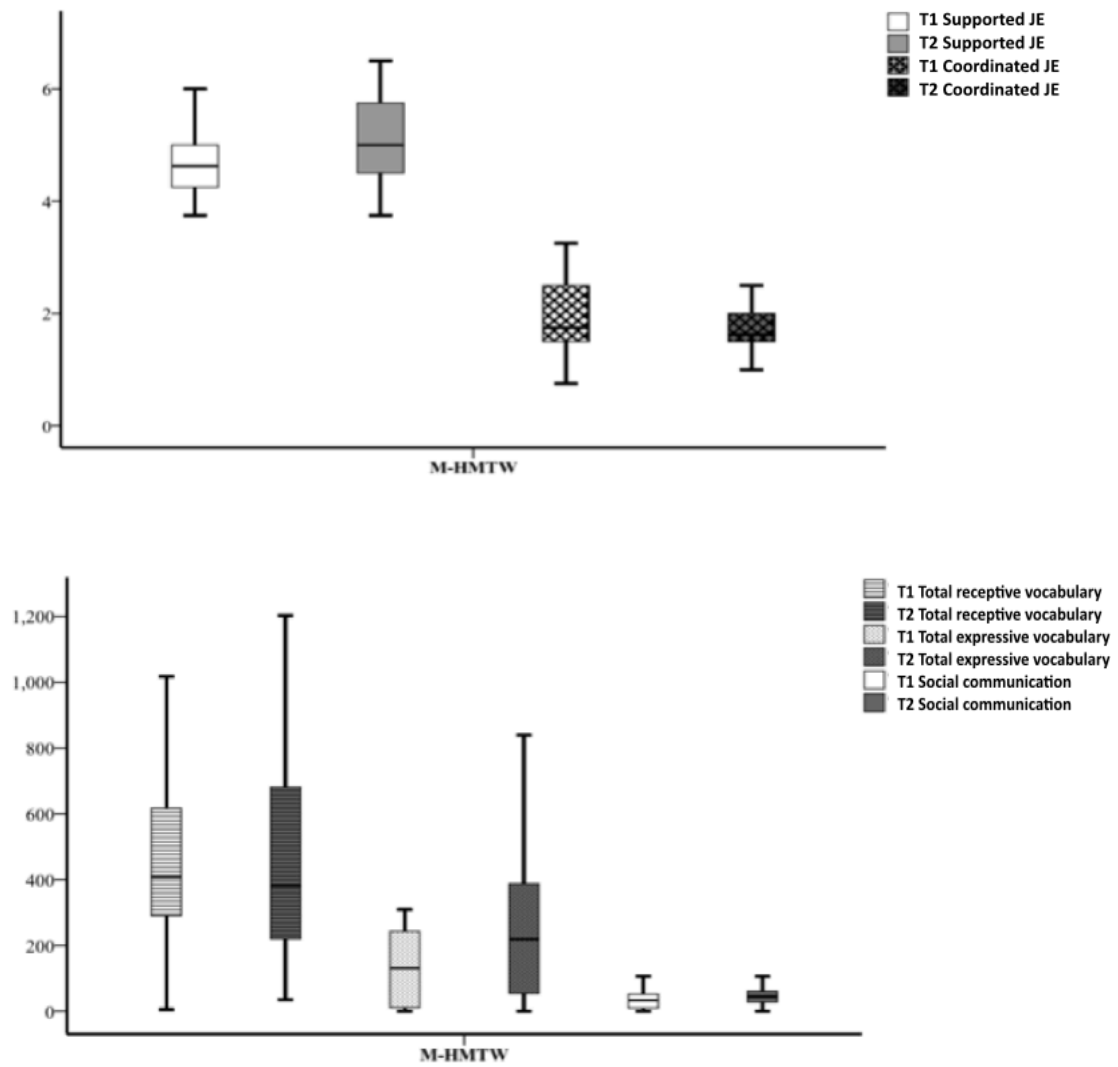 T1 Supported JE
T2 Supported JE
T1 Coordinated JE
T2 Coordinated JE
6
4
2
0
M-HMTW
T1 Total receptive vocabulary
T2 Total receptive vocabulary
T1 Total expressive vocabulary
T2 Total expressive vocabulary
T1 Social communication
T2 Social communication
1,200
1,000
800
600
400
200
0
M-HMTW